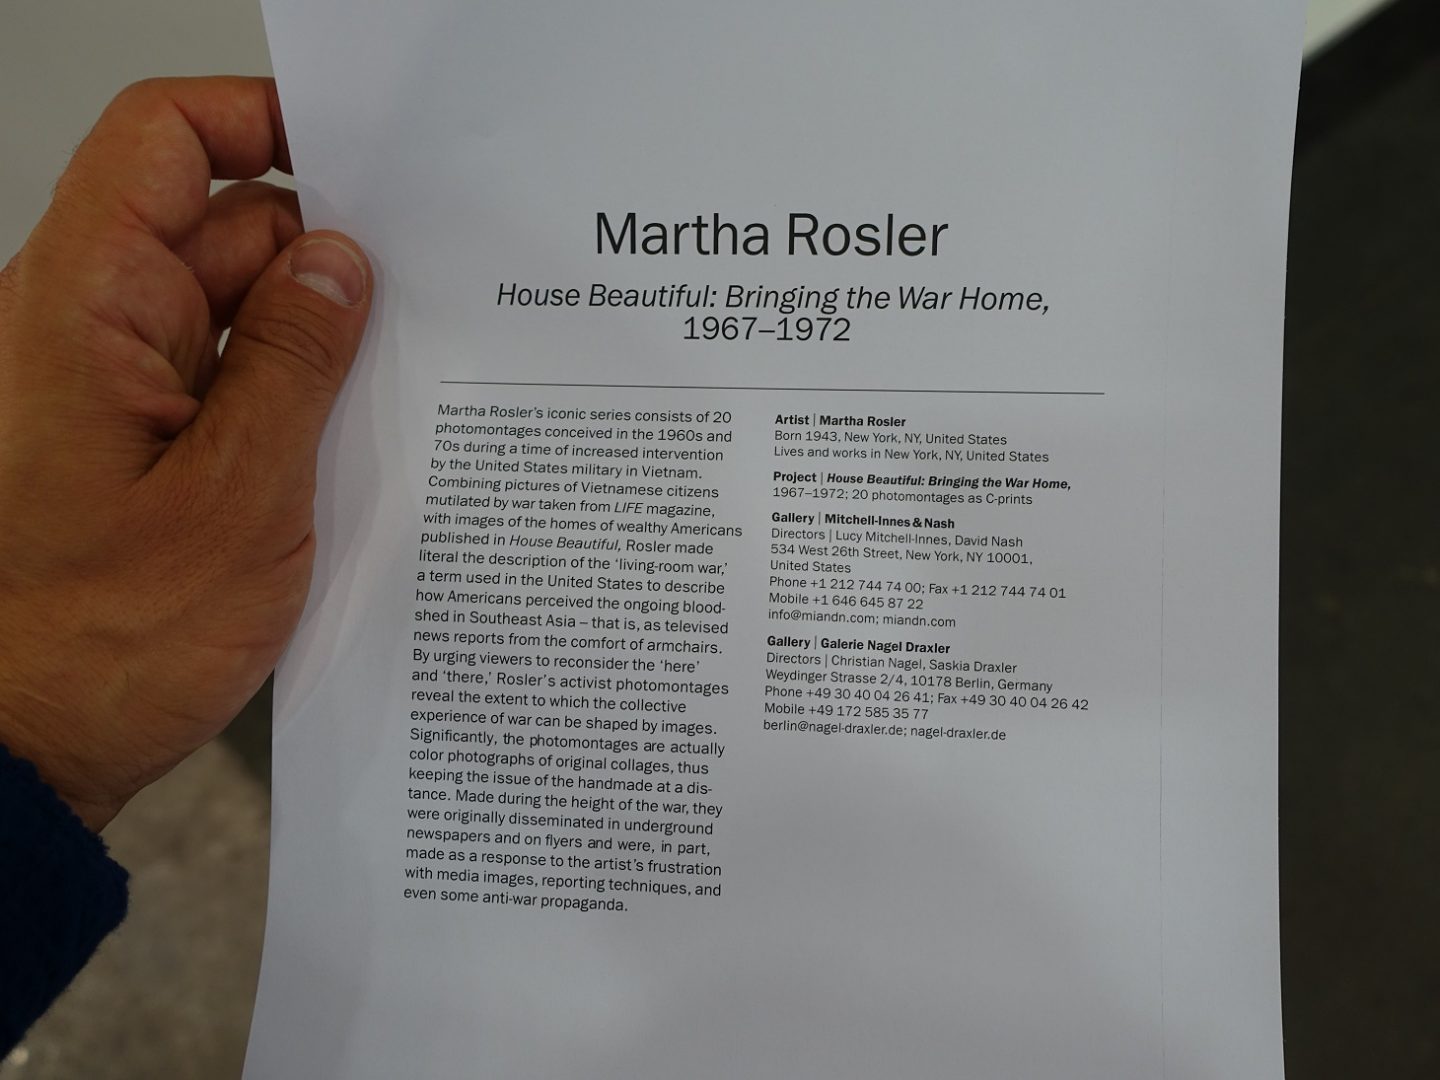 Martha Rosler
House Beautiful: Bringing the War Home,
1967–1972
Martha Rosler's iconic series consists of 20
photomontages conceived in the 1960s and
70s during a time of increased intervention
by the United States military in Vietnam.
Combining pictures of Vietnamese citizens
mutilated by war taken from LIFE magazine,
with images of the homes of wealthy Americans
published in House Beautiful, Rosler made
literal the description of the ‘living-room war,’
a term used in the United States to describe
how Americans perceived the ongoing blood-
shed in Southeast Asia – that is, as televised
news reports from the comfort of armchairs.
By urging viewers to reconsider the ‘here’
and ‘there,’ Rosler's activist photomontages
reveal the extent to which the collective
experience of war can be shaped by images.
Significantly, the photomontages are actually
color photographs of original collages, thus
keeping the issue of the handmade at a dis-
tance. Made during the height of the war, they
were originally disseminated in underground
newspapers and on flyers and were, in part,
made as a response to the artist's frustration
with media images, reporting techniques, and
even some anti-war propaganda.
Artist | Martha Rosler
Born 1943, New York, NY, United States
Lives and works in New York, NY, United States
Project | House Beautiful: Bringing the War Home,
1967–1972; 20 photomontages as C-prints
Gallery | Mitchell-Innes & Nash
Directors | Lucy Mitchell-Innes, David Nash
534 West 26th Street, New York, NY 10001,
United States
Phone +1 212 744 74 00; Fax +1 212 744 74 01
Mobile +1 646 645 87 22
info@miandn.com; miandn.com
Gallery | Galerie Nagel Draxler
Directors | Christian Nagel, Saskia Draxler
Weydinger Strasse 2/4, 10178 Berlin, Germany
Phone +49 30 40 04 26 41; Fax +49 30 40 04 26 42
Mobile +49 172 585 35 77
berlin@nagel-draxler.de; nagel-draxler.de